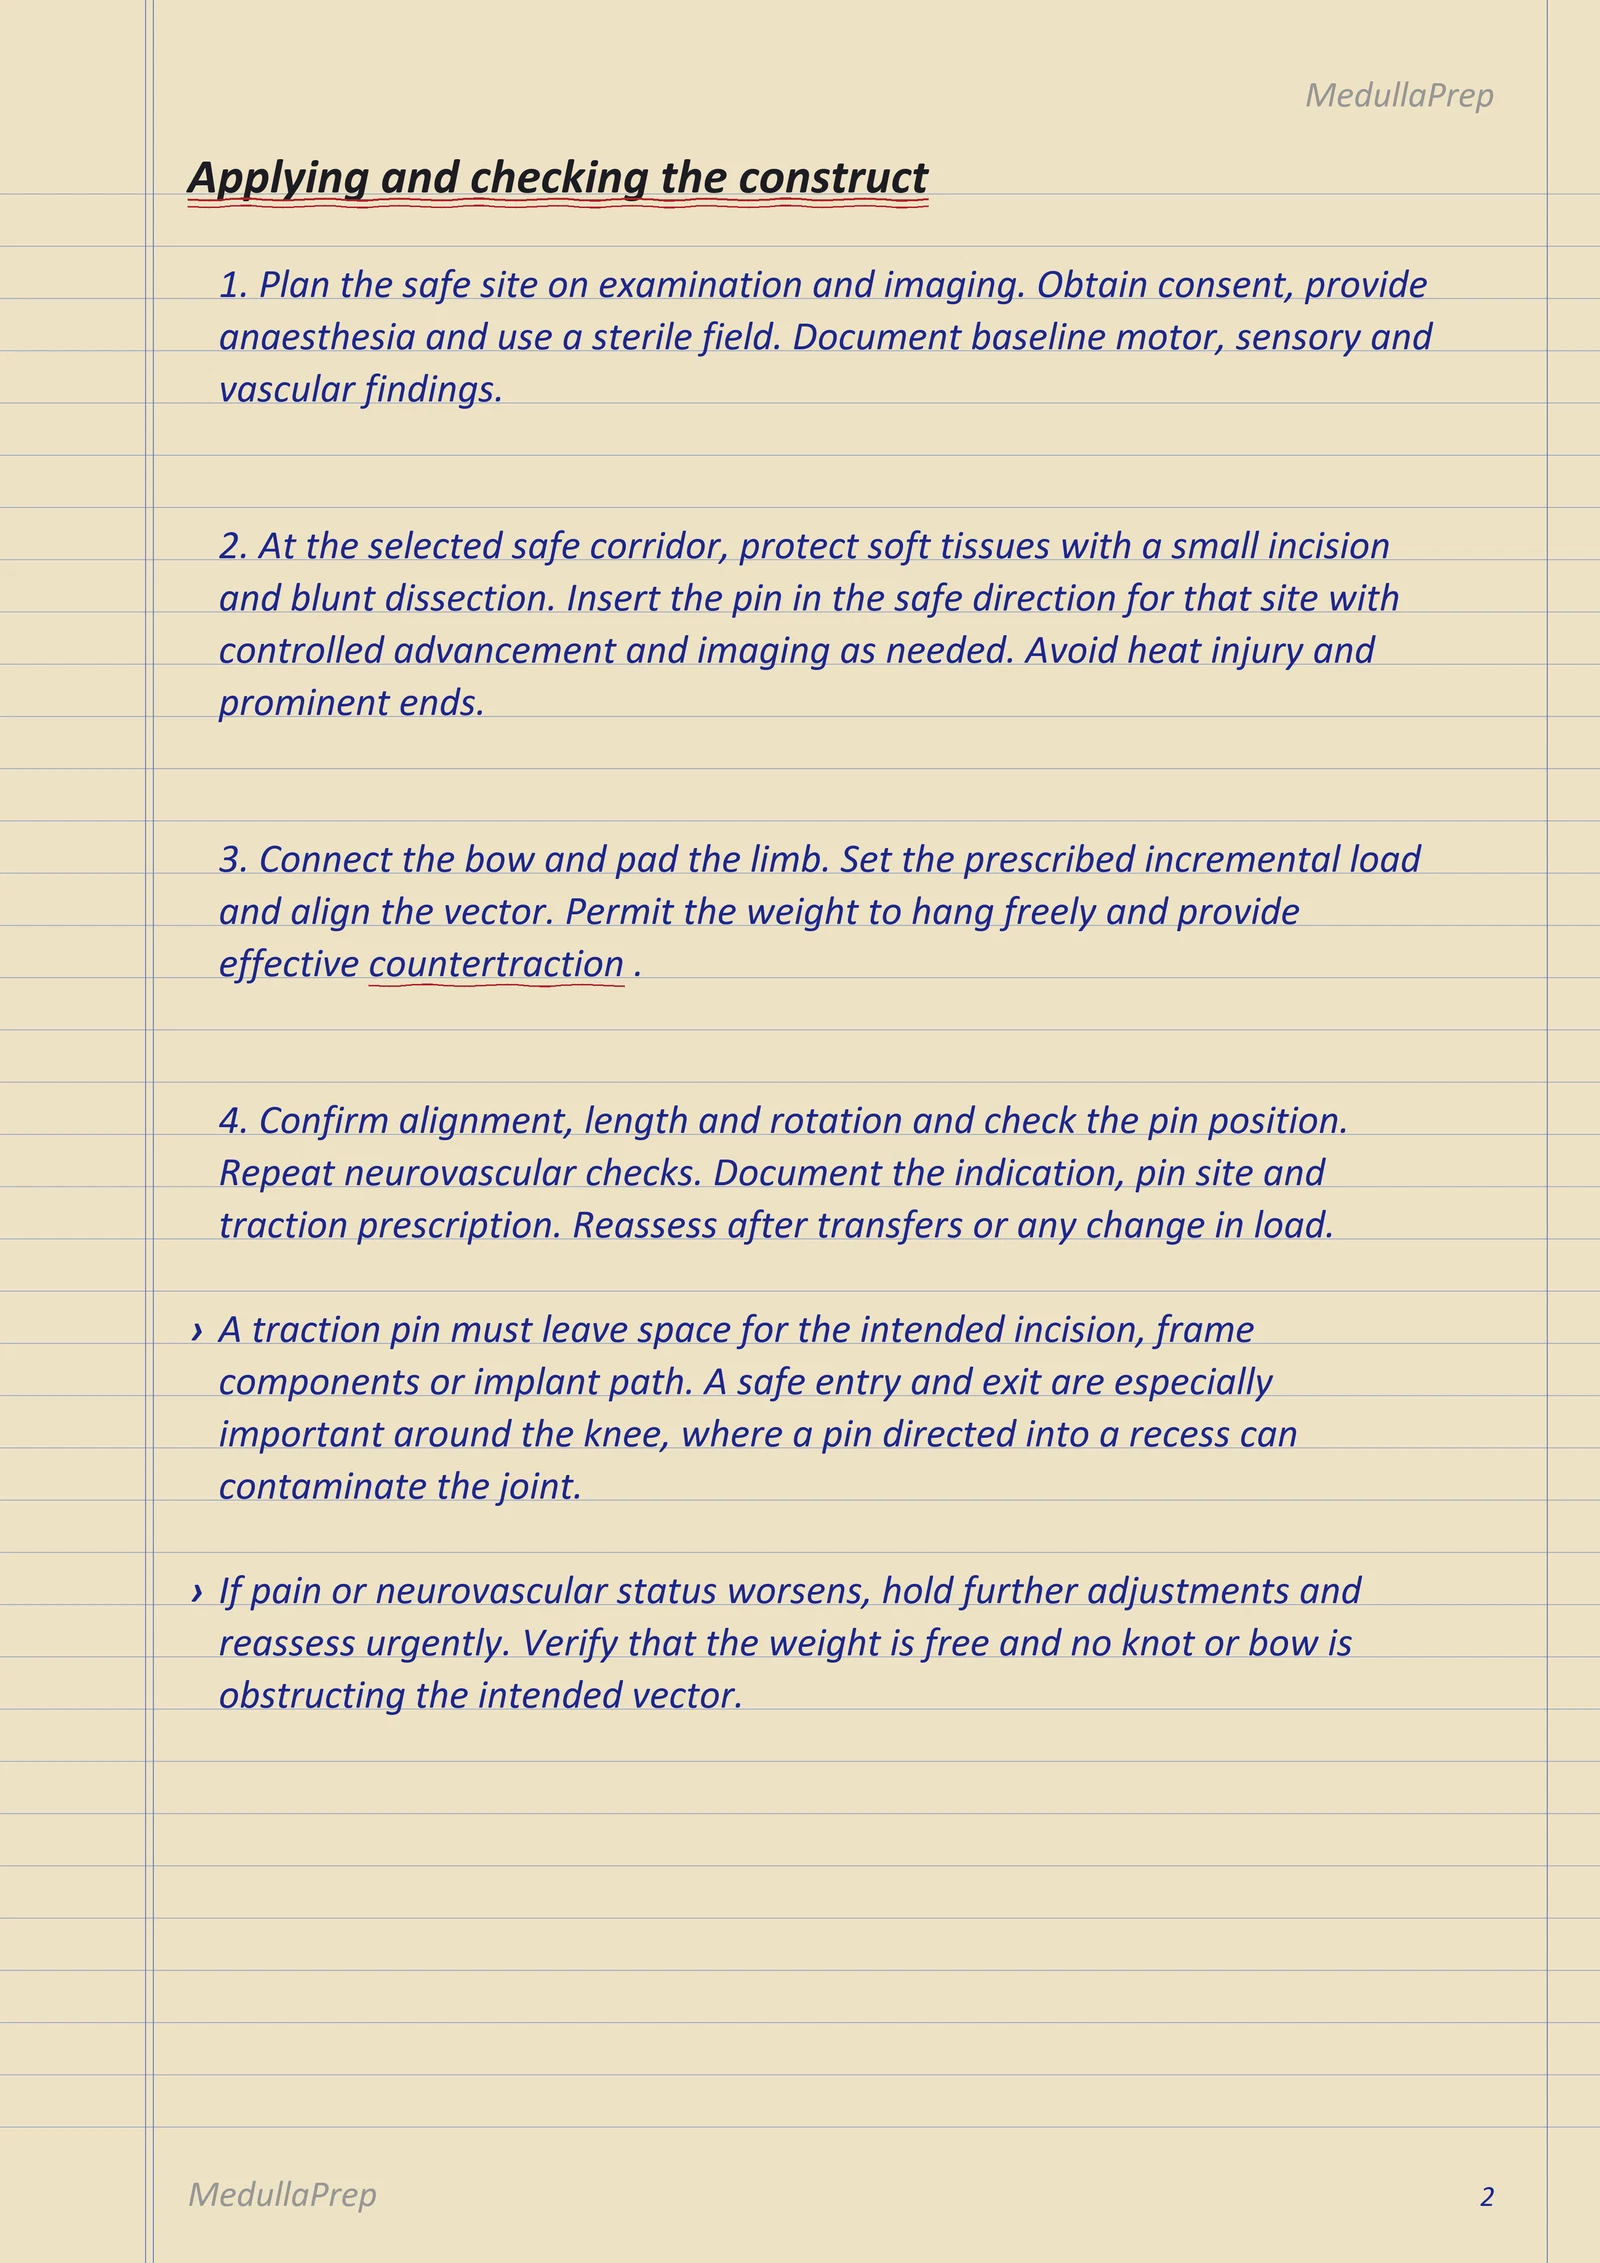 MedullaPrep
Applying and checking the construct
1. Plan the safe site on examination and imaging. Obtain consent, provide
anaesthesia and use a sterile field. Document baseline motor, sensory and
vascular findings.
2. At the selected safe corridor, protect soft tissues with a small incision
and blunt dissection. Insert the pin in the safe direction for that site with
controlled advancement and imaging as needed. Avoid heat injury and
prominent ends.
3. Connect the bow and pad the limb. Set the prescribed incremental load
and align the vector. Permit the weight to hang freely and provide
effective countertraction .
4. Confirm alignment, length and rotation and check the pin position.
Repeat neurovascular checks. Document the indication, pin site and
traction prescription. Reassess after transfers or any change in load.
› A traction pin must leave space for the intended incision, frame
components or implant path. A safe entry and exit are especially
important around the knee, where a pin directed into a recess can
contaminate the joint.
› If pain or neurovascular status worsens, hold further adjustments and
reassess urgently. Verify that the weight is free and no knot or bow is
obstructing the intended vector.
MedullaPrep
2